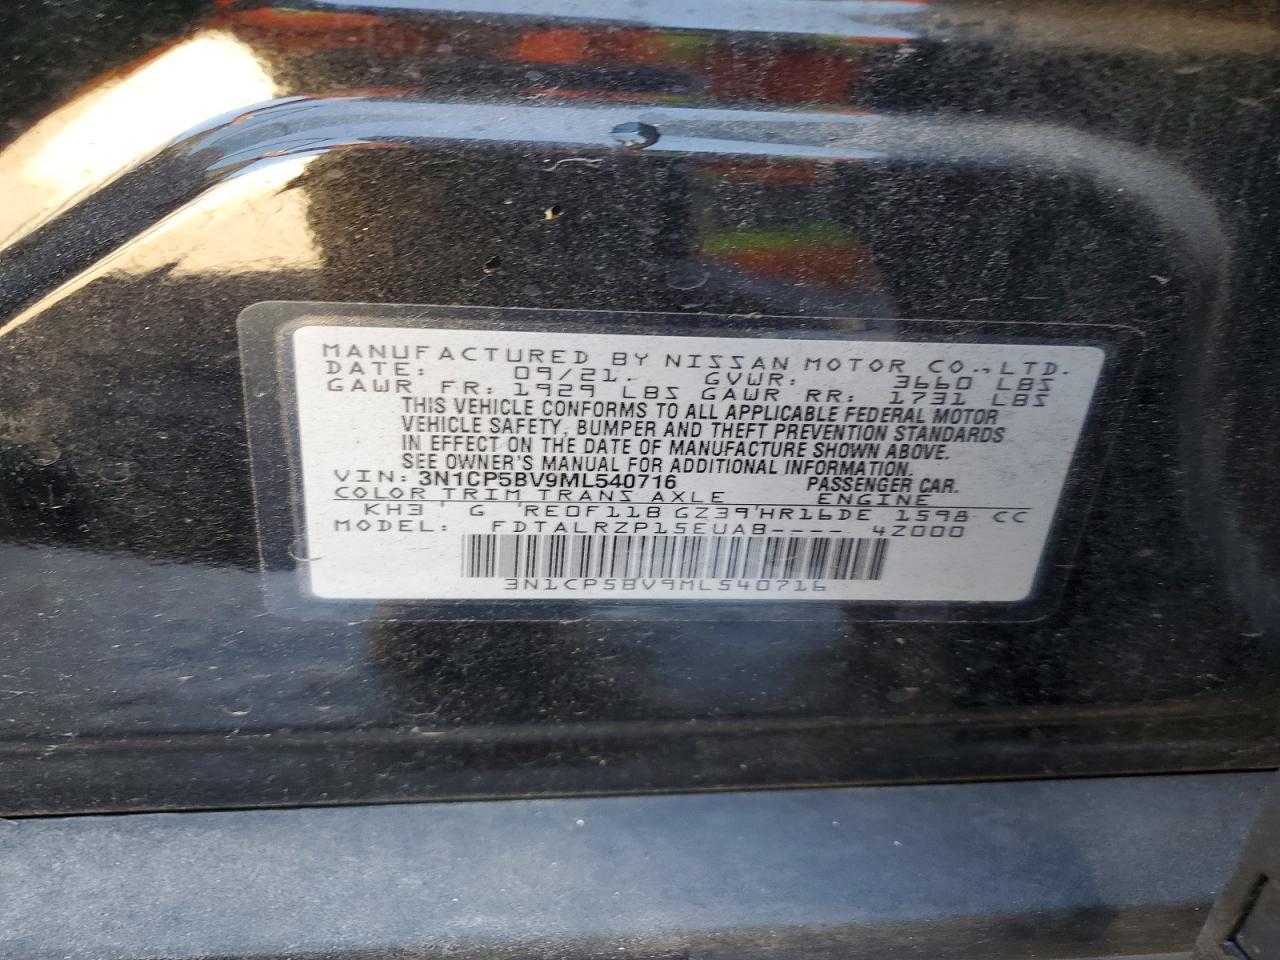 MANUFACTURED BY NISSAN MOTOR CO., LTD.
DATE: 09/21. GVWR: 3660 LBS
GAWR FR: 1929 LBS GAWR RR: 1731 LBS
THIS VEHICLE CONFORMS TO ALL APPLICABLE FEDERAL MOTOR
VEHICLE SAFETY, BUMPER AND THEFT PREVENTION STANDARDS
IN EFFECT ON THE DATE OF MANUFACTURE SHOWN ABOVE.
SEE OWNER'S MANUAL FOR ADDITIONAL INFORMATION.
VIN: 3N1CP5BV9ML540716 PASSENGER CAR.
COLOR TRIM TRANS AXLE ENGINE
KH3 G RE0F11B GZ39 HR16DE 1598 CC
MODEL: FDTALRZP15EUAB---- 4Z000
3N1CP5BV9ML540716